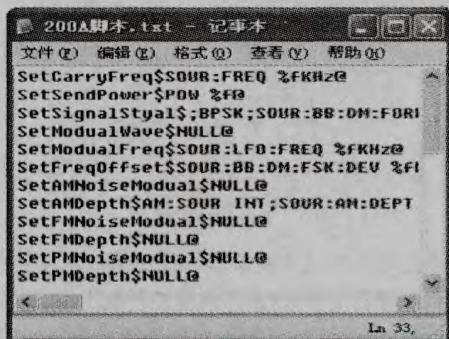 200A脚本.txt - 记事本
文件(F) 编辑(E) 格式(O) 查看(V) 帮助(H)
SetCarryFreq$SOUR:FREQ %fKHz@
SetSendPower$POW %f@
SetSignalStyal$;BPSK;SOUR:BB:DM:FORM
SetModualWave$NULL@
SetModualFreq$SOUR:LFO:FREQ %fKHz@
SetFreqOffset$SOUR:BB:DM:FSK:DEV %f
SetAMNoiseModual$NULL@
SetAMDepth$AM:SOUR INT;SOUR:AM:DEPT
SetFMNoiseModual$NULL@
SetFMDepth$NULL@
SetPMNoiseModual$NULL@
SetPMDepth$NULL@
Ln 33,